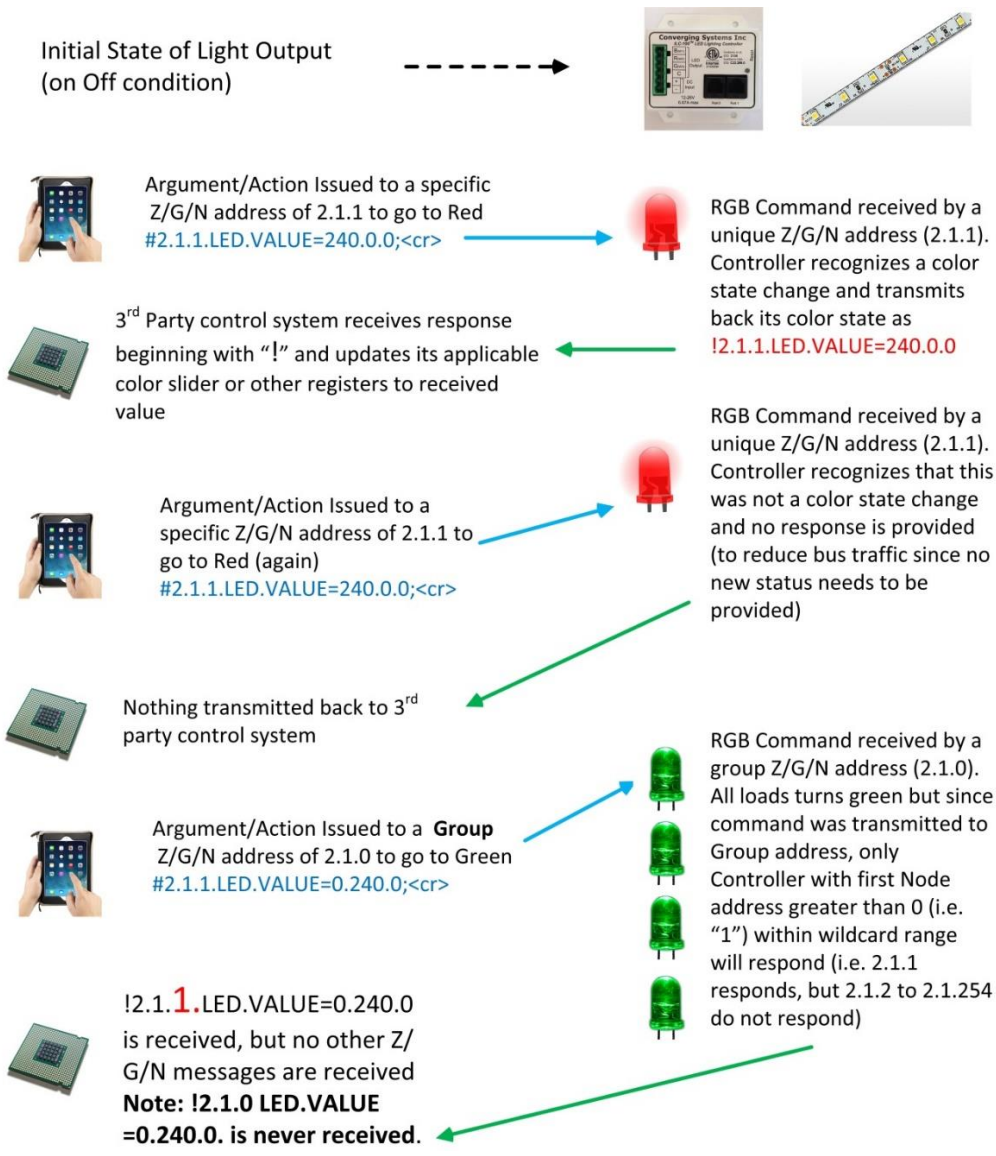 Initial State of Light Output
(on Off condition)
Converging Systems Inc
LED Lighting Controller
LED
Output
DC
Input
Argument/Action Issued to a specific
Z/G/N address of 2.1.1 to go to Red
#2.1.1.LED.VALUE=240.0.0;<cr>
RGB Command received by a
unique Z/G/N address (2.1.1).
Controller recognizes a color
state change and transmits
back its color state as
!2.1.1.LED.VALUE=240.0.0
3rd Party control system receives response
beginning with “!” and updates its applicable
color slider or other registers to received
value
RGB Command received by a
unique Z/G/N address (2.1.1).
Controller recognizes that this
was not a color state change
and no response is provided
(to reduce bus traffic since no
new status needs to be
provided)
Argument/Action Issued to a
specific Z/G/N address of 2.1.1 to
go to Red (again)
#2.1.1.LED.VALUE=240.0.0;<cr>
Nothing transmitted back to 3rd
party control system
RGB Command received by a
group Z/G/N address (2.1.0).
All loads turns green but since
command was transmitted to
Group address, only
Controller with first Node
address greater than 0 (i.e.
“1”) within wildcard range
will respond (i.e. 2.1.1
responds, but 2.1.2 to 2.1.254
do not respond)
Argument/Action Issued to a Group
Z/G/N address of 2.1.0 to go to Green
#2.1.1.LED.VALUE=0.240.0;<cr>
!2.1.1.LED.VALUE=0.240.0
is received, but no other Z/
G/N messages are received
Note: !2.1.0 LED.VALUE
=0.240.0. is never received.